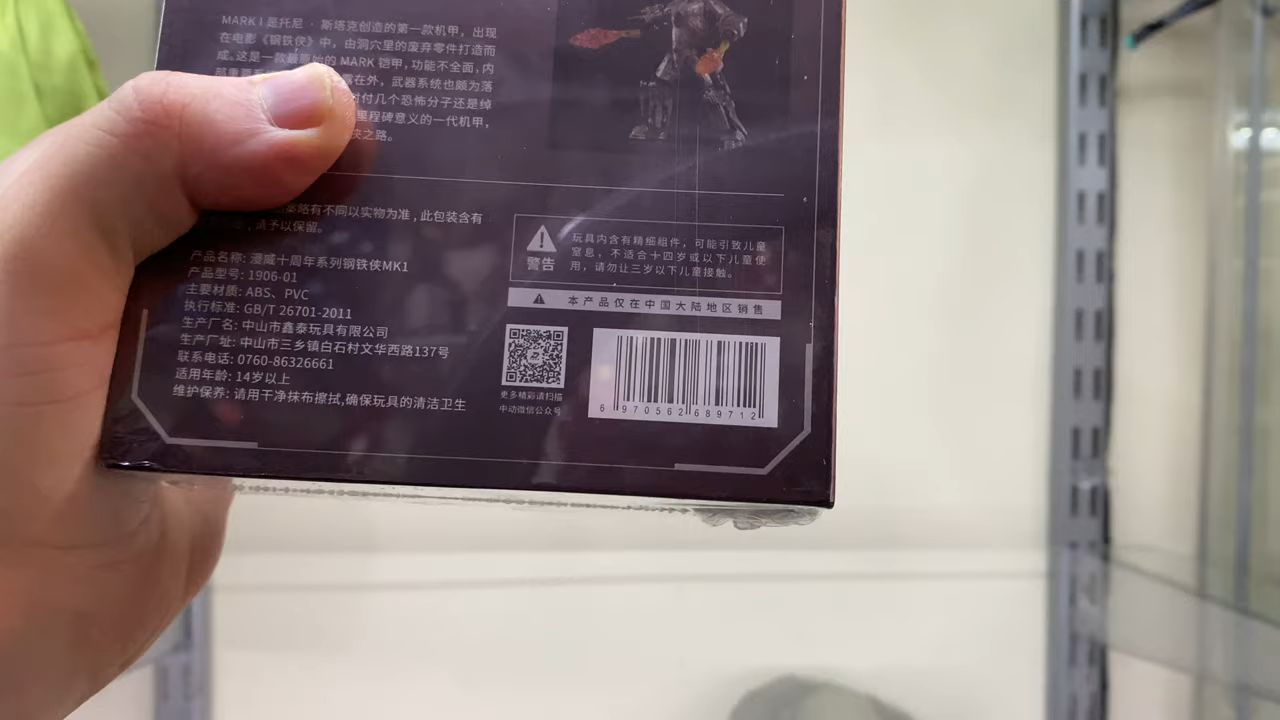 MARK I 是托尼·斯塔克创造的第一款机甲，出现
在电影《钢铁侠》中，由洞穴里的废弃零件打造而
成。这是一款最原始的 MARK 铠甲，功能不全面，内
露在外，武器系统也颇为落
对付几个恐怖分子还是绰
里程碑意义的一代机甲，
侠之路。
略有不同以实物为准，此包装含有
请予以保留。
产品名称: 漫威十周年系列钢铁侠MK1
产品型号: 1906-01
主要材质: ABS、PVC
执行标准: GB/T 26701-2011
生产厂名: 中山市鑫泰玩具有限公司
生产厂址: 中山市三乡镇白石村文华西路137号
联系电话: 0760-86326661
适用年龄: 14岁以上
维护保养: 请用干净抹布擦拭,确保玩具的清洁卫生
警告
玩具内含有精细组件，可能引致儿童
窒息，不适合十四岁或以下儿童使
用，请勿让三岁以下儿童接触。
本产品仅在中国大陆地区销售
更多精彩请扫描
中动微信公众号
6 970562 689712